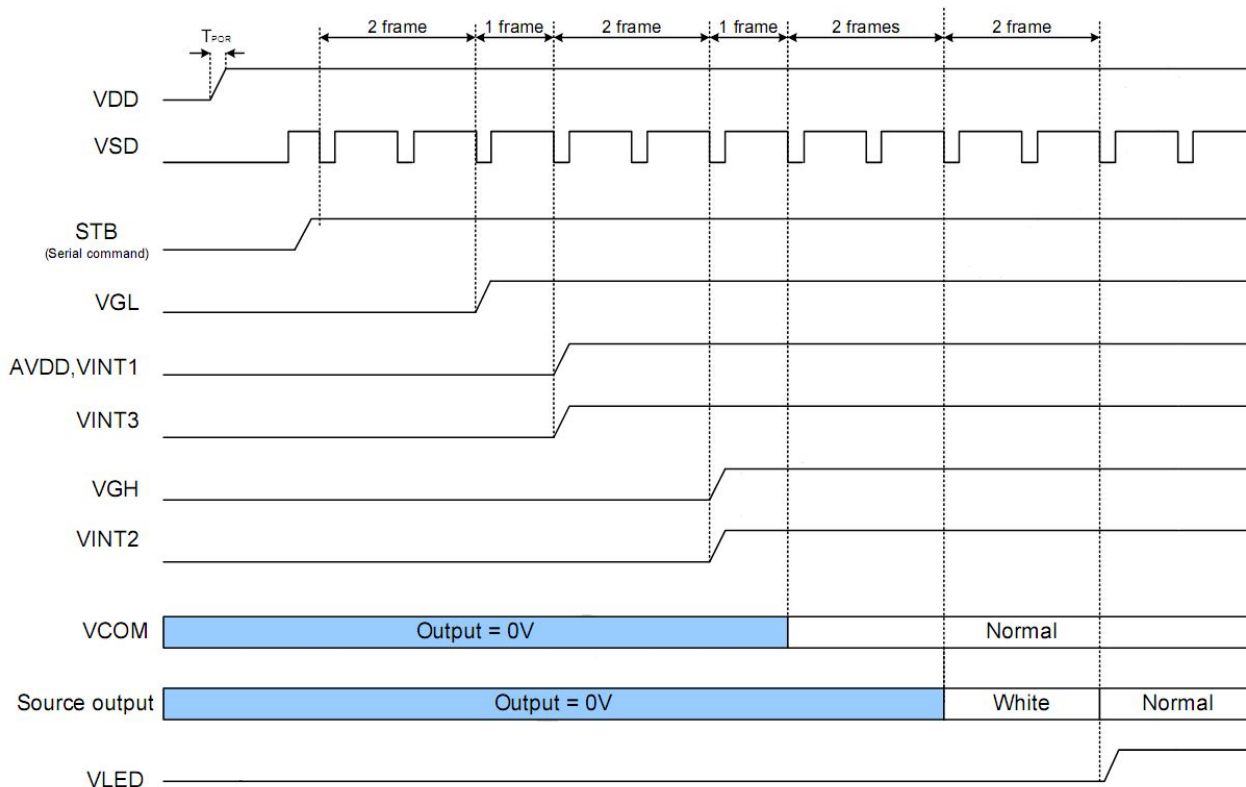 2 frame 1 frame 2 frame 1 frame 2 frames 2 frame
TPOR
VDD
VSD
STB
(Serial command)
VGL
AVDD,VINT1
VINT3
VGH
VINT2
VCOM Output = 0V Normal
Source output Output = 0V White Normal
VLED